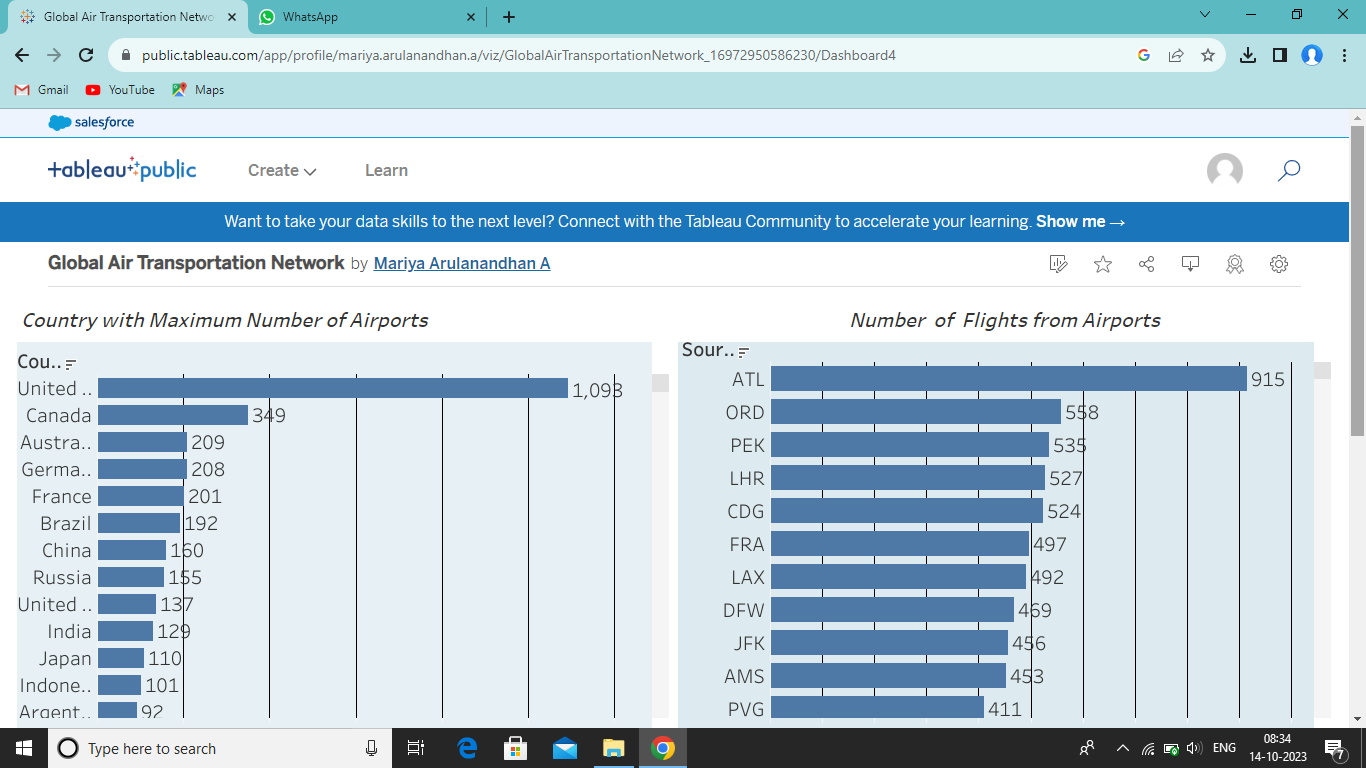 Global Air Transportation Netwo
WhatsApp
public.tableau.com/app/profile/mariya.arulanandhan.a/viz/GlobalAirTransportationNetwork_16972950586230/Dashboard4
Gmail YouTube Maps
salesforce
tableau public
Create Learn
Want to take your data skills to the next level? Connect with the Tableau Community to accelerate your learning. Show me →
Global Air Transportation Network by Mariya Arulanandhan A
Country with Maximum Number of Airports
Cou..
United .. 1,093
Canada 349
Austra.. 209
Germa.. 208
France 201
Brazil 192
China 160
Russia 155
United .. 137
India 129
Japan 110
Indone.. 101
Argent.. 92
Number of Flights from Airports
Sour..
ATL 915
ORD 558
PEK 535
LHR 527
CDG 524
FRA 497
LAX 492
DFW 469
JFK 456
AMS 453
PVG 411
Type here to search
ENG
08:34
14-10-2023
7